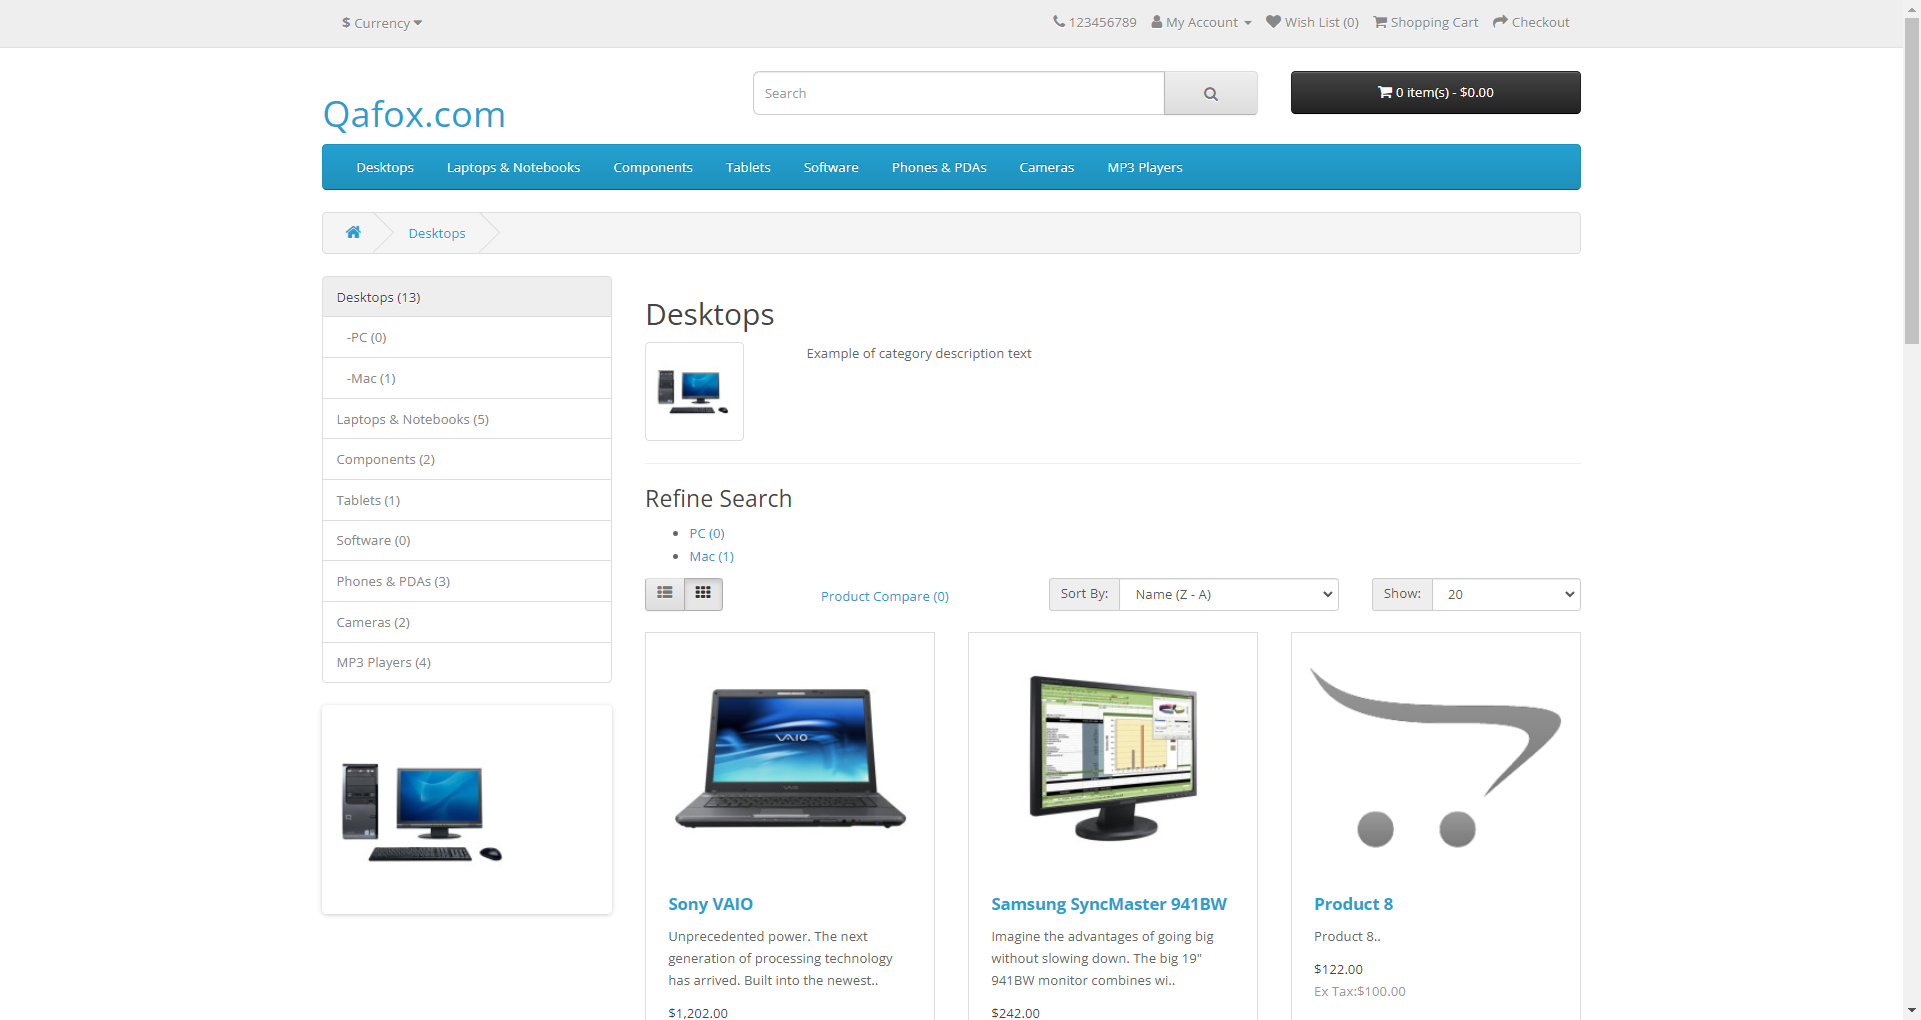 $ Currency
123456789 My Account Wish List (0) Shopping Cart Checkout
Qafox.com
Search
0 item(s) - $0.00
Desktops Laptops & Notebooks Components Tablets Software Phones & PDAs Cameras MP3 Players
Desktops
Desktops (13)
-PC (0)
-Mac (1)
Laptops & Notebooks (5)
Components (2)
Tablets (1)
Software (0)
Phones & PDAs (3)
Cameras (2)
MP3 Players (4)
Desktops
Example of category description text
Refine Search
PC (0)
Mac (1)
Product Compare (0)
Sort By: Name (Z - A)
Show: 20
VAIO
Sony VAIO
Unprecedented power. The next
generation of processing technology
has arrived. Built into the newest..
$1,202.00
Samsung SyncMaster 941BW
Imagine the advantages of going big
without slowing down. The big 19"
941BW monitor combines wi..
$242.00
Product 8
Product 8..
$122.00
Ex Tax:$100.00